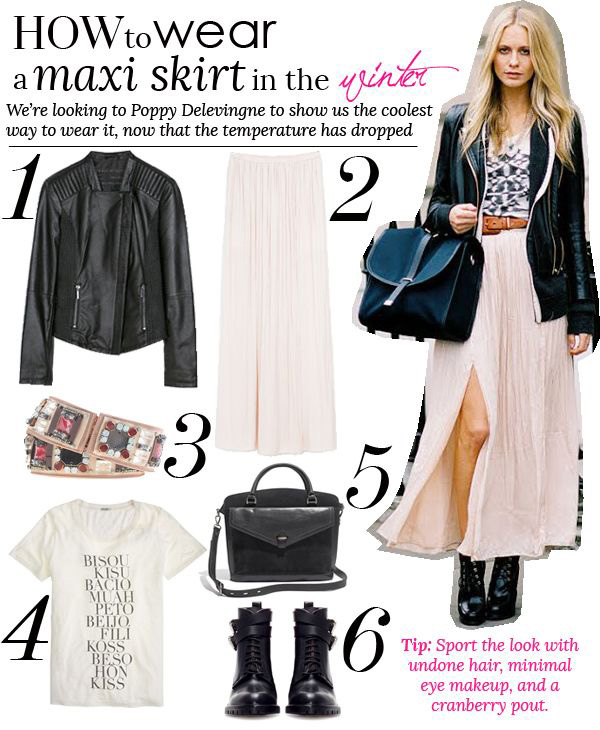 HOW to wear
a maxi skirt in the winter
We're looking to Poppy Delevingne to show us the coolest
way to wear it, now that the temperature has dropped
1
2
3
4
BISOU
KISU
BACIO
MUAH
PETO
BEIJO
FILI
KOSS
BESO
HÔN
KISS
5
6
Tip: Sport the look with
undone hair, minimal
eye makeup, and a
cranberry pout.